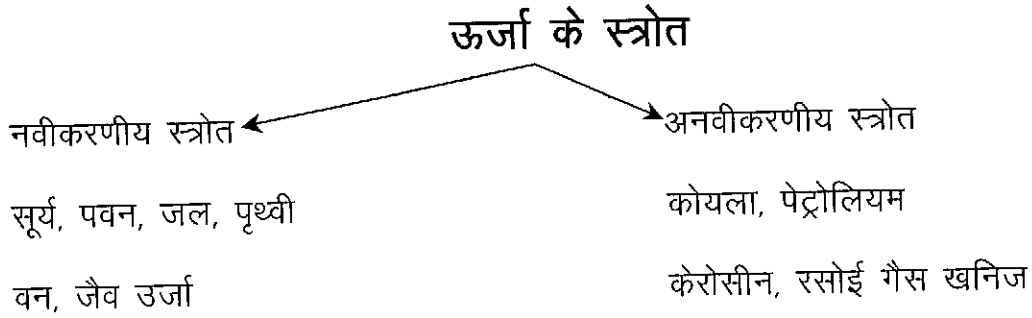 ऊर्जा के स्त्रोत
नवीकरणीय स्त्रोत
अनवीकरणीय स्त्रोत
सूर्य, पवन, जल, पृथ्वी
कोयला, पेट्रोलियम
वन, जैव उर्जा
केरोसीन, रसोई गैस खनिज